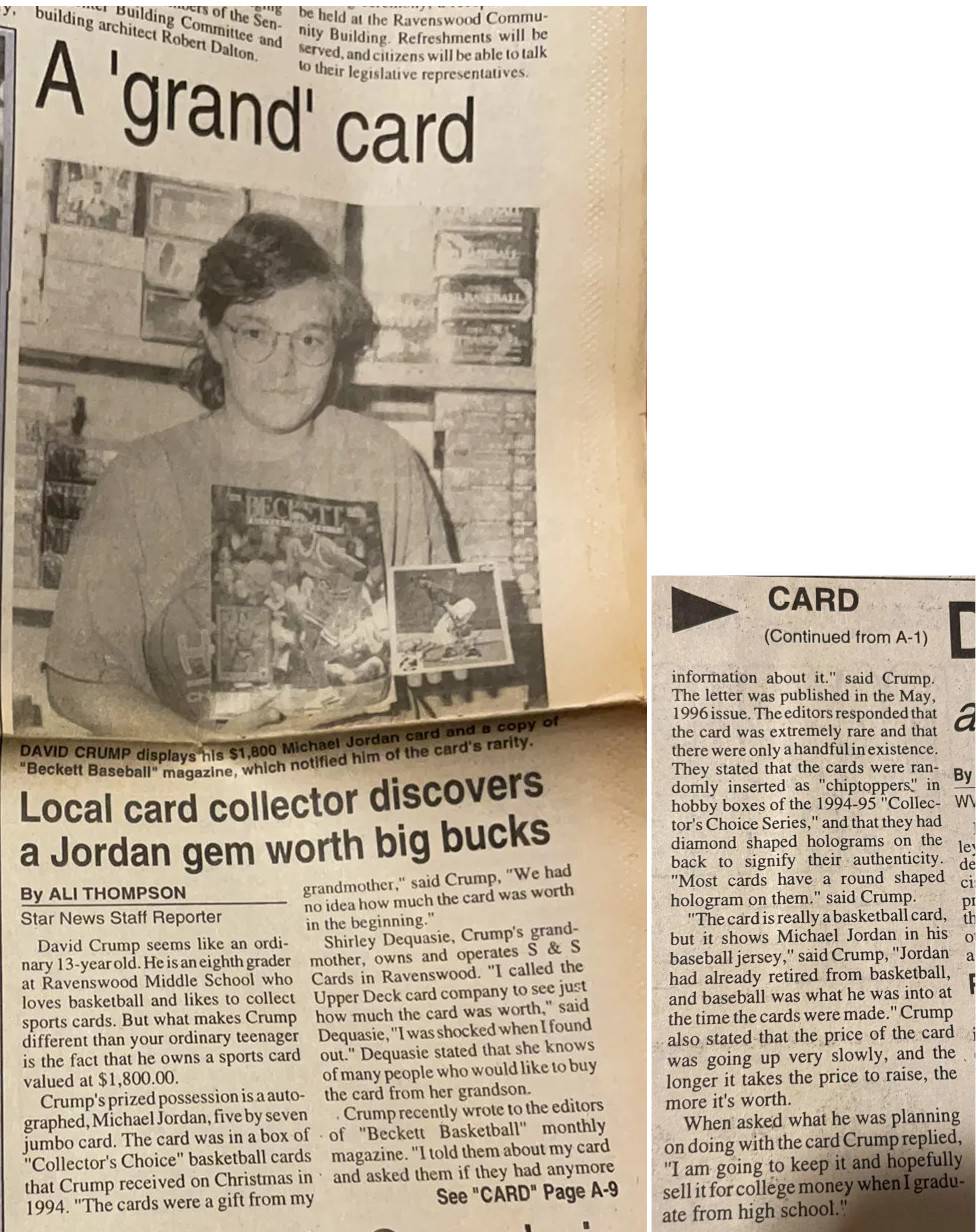 y,
building architect Robert Dalton.
Building Committee and
of the Sen-
be held at the Ravenswood Commu-
nity Building. Refreshments will be
served, and citizens will be able to talk
to their legislative representatives.
A 'grand' card
BASEBALL
BECKETT
DAVID CRUMP displays his $1,800 Michael Jordan card and a copy of
"Beckett Baseball" magazine, which notified him of the card's rarity.
Local card collector discovers
a Jordan gem worth big bucks
By ALI THOMPSON
Star News Staff Reporter
David Crump seems like an ordi-
nary 13-year old. He is an eighth grader
at Ravenswood Middle School who
loves basketball and likes to collect
sports cards. But what makes Crump
different than your ordinary teenager
is the fact that he owns a sports card
valued at $1,800.00.
Crump's prized possession is a auto-
graphed, Michael Jordan, five by seven
jumbo card. The card was in a box of
"Collector's Choice" basketball cards
that Crump received on Christmas in
1994. "The cards were a gift from my
grandmother," said Crump, "We had
no idea how much the card was worth
in the beginning."
Shirley Dequasie, Crump's grand-
mother, owns and operates S & S
Cards in Ravenswood. "I called the
Upper Deck card company to see just
how much the card was worth," said
Dequasie, "I was shocked when I found
out." Dequasie stated that she knows
of many people who would like to buy
the card from her grandson.
Crump recently wrote to the editors
of "Beckett Basketball" monthly
magazine. "I told them about my card
and asked them if they had anymore
See "CARD" Page A-9
CARD
(Continued from A-1)
information about it." said Crump.
The letter was published in the May,
1996 issue. The editors responded that
the card was extremely rare and that
there were only a handful in existence.
They stated that the cards were ran-
domly inserted as "chiptoppers," in
hobby boxes of the 1994-95 "Collec-
tor's Choice Series," and that they had
diamond shaped holograms on the
back to signify their authenticity.
"Most cards have a round shaped
hologram on them." said Crump.
"The card is really a basketball card,
but it shows Michael Jordan in his
baseball jersey," said Crump, "Jordan
had already retired from basketball,
and baseball was what he was into at
the time the cards were made." Crump
also stated that the price of the card
was going up very slowly, and the
longer it takes the price to raise, the
more it's worth.
When asked what he was planning
on doing with the card Crump replied,
"I am going to keep it and hopefully
sell it for college money when I gradu-
ate from high school."
By